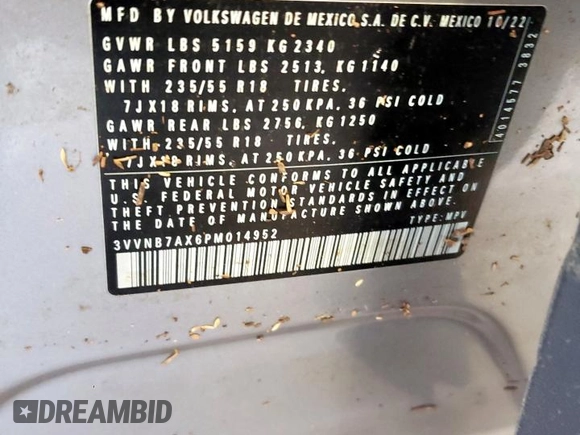 MFD BY VOLKSWAGEN DE MEXICO S.A. DE C.V. MEXICO 10/22
GVWR LBS 5159 KG 2340
GAWR FRONT LBS 2513, KG 1140
WITH 235/55 R18 TIRES.
7JX18 RIMS, AT 250 KPA, 36 PSI COLD
GAWR REAR LBS 2756, KG 1250
WITH 235/55 R18 TIRES.
7JX18 RIMS, AT 250 KPA, 36 PSI COLD
THIS VEHICLE CONFORMS TO ALL APPLICABLE
U.S. FEDERAL MOTOR VEHICLE SAFETY AND
THEFT PREVENTION STANDARDS IN EFFECT ON
THE DATE OF MANUFACTURE SHOWN ABOVE.
3VVNB7AX6PM014952 TYPE: MPV
4014577 3832
DREAMBID